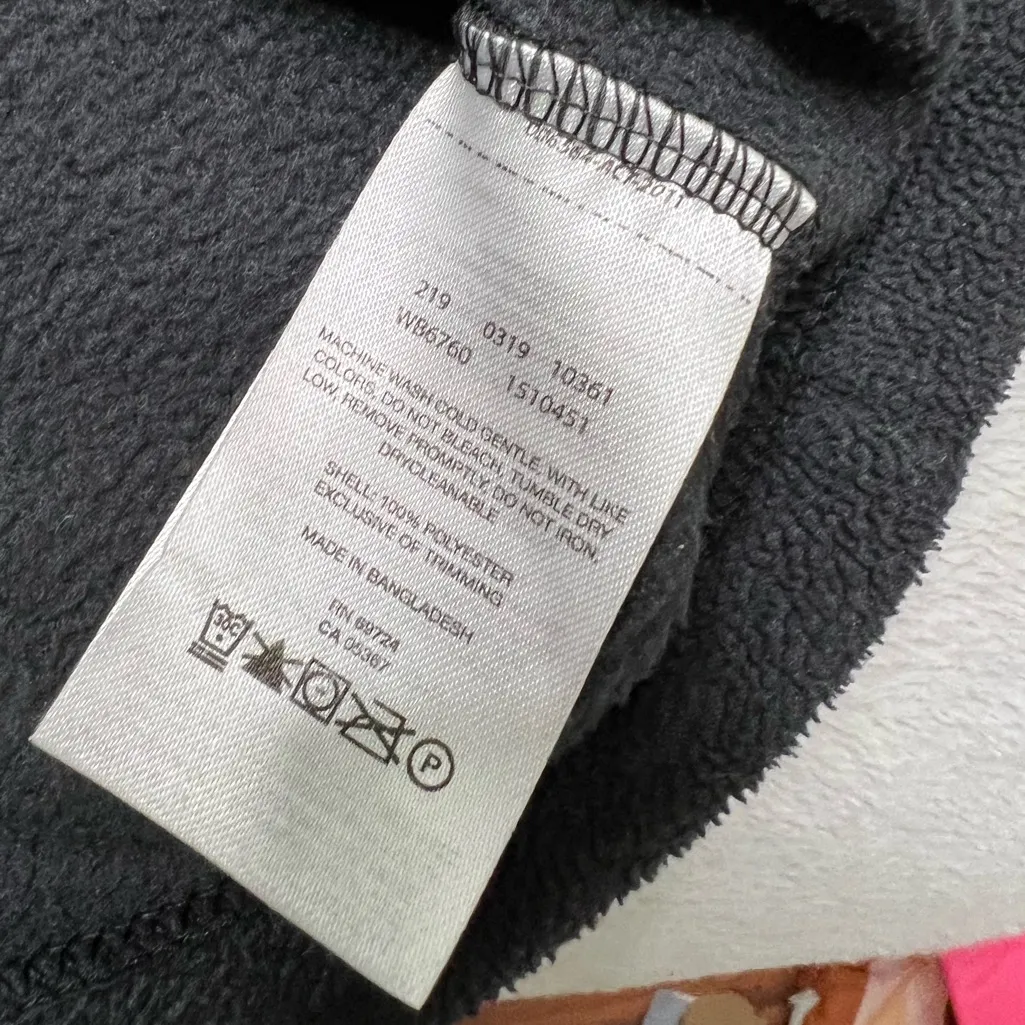 219 0319 10361
WB6760 1510451
MACHINE WASH COLD GENTLE, WITH LIKE
COLORS, DO NOT BLEACH, TUMBLE DRY
LOW, REMOVE PROMPTLY, DO NOT IRON,
DRYCLEANABLE
SHELL: 100% POLYESTER
EXCLUSIVE OF TRIMMING
MADE IN BANGLADESH
RN 69724
CA 05367
30C
P